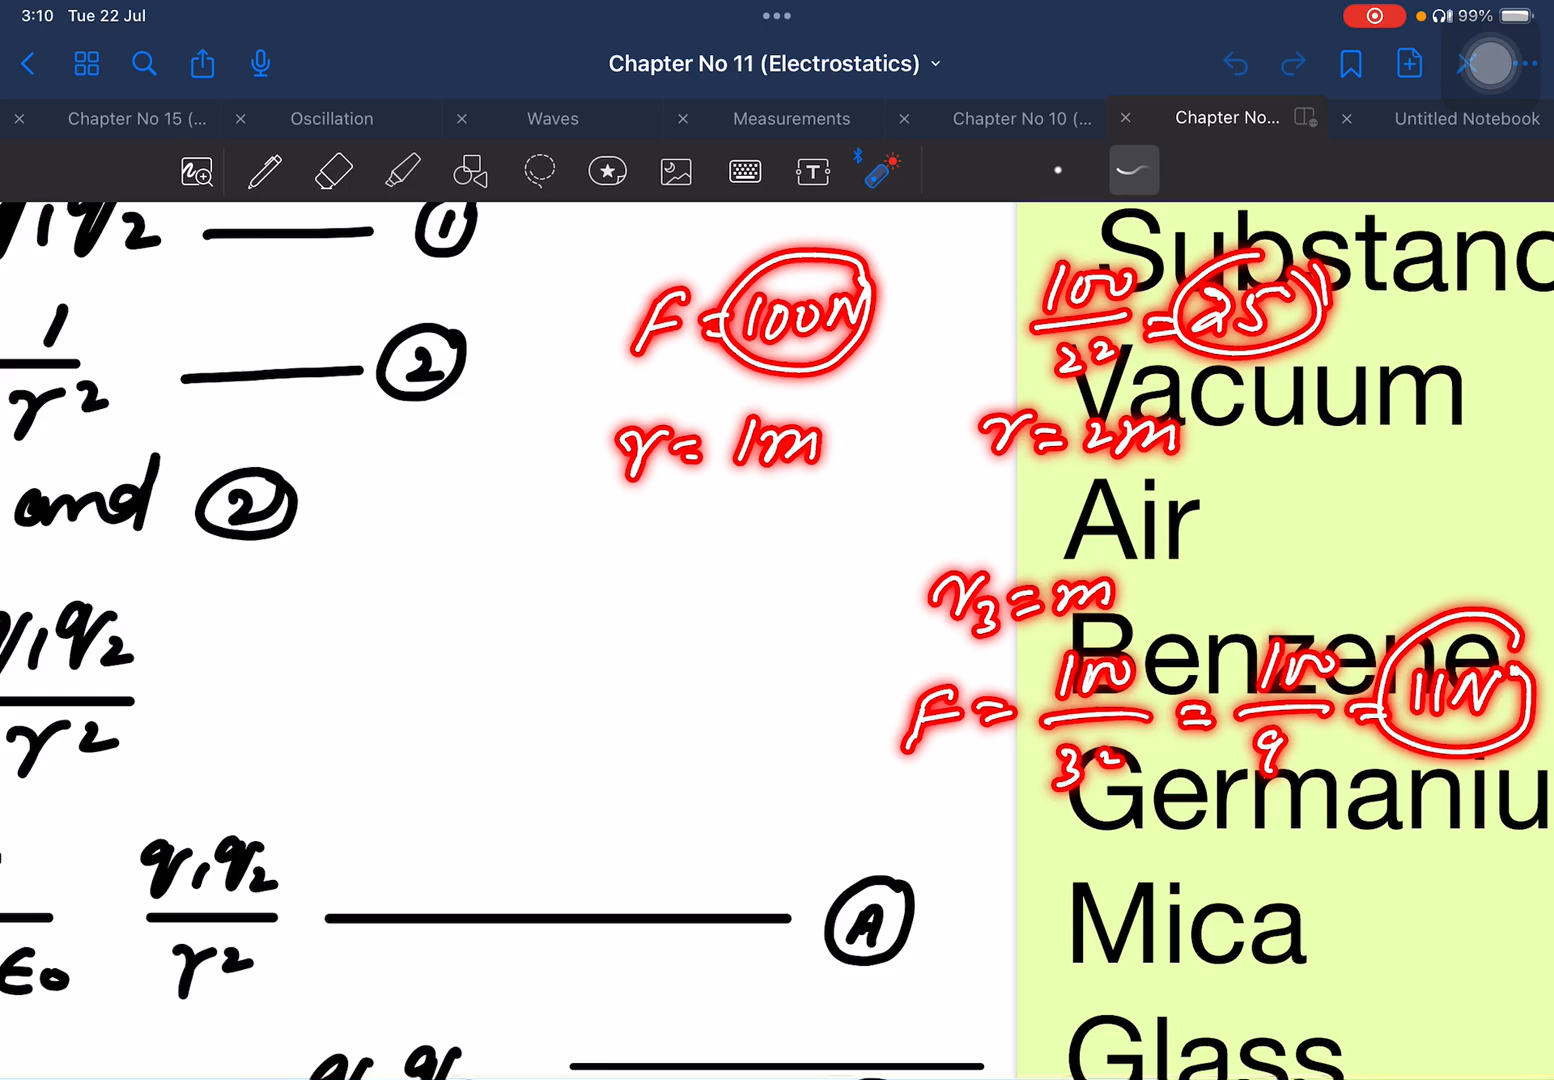 3:10 Tue 22 Jul
99%
Chapter No 11 (Electrostatics)
Chapter No 15 (...
Oscillation
Waves
Measurements
Chapter No 10 (...
Chapter No...
Untitled Notebook
q1q2 ——— ①
1/r² ——— ②
and ②
q1q2/r²
ϵ0 q1q2/r² ——— Ⓐ
F = 100N
r = 1m
100/2² = 25
r = 2m
r3 = m
F = 100/3² = 100/9 = 11N
Substanc
Vacuum
Air
Benzene
Germaniu
Mica
Glass